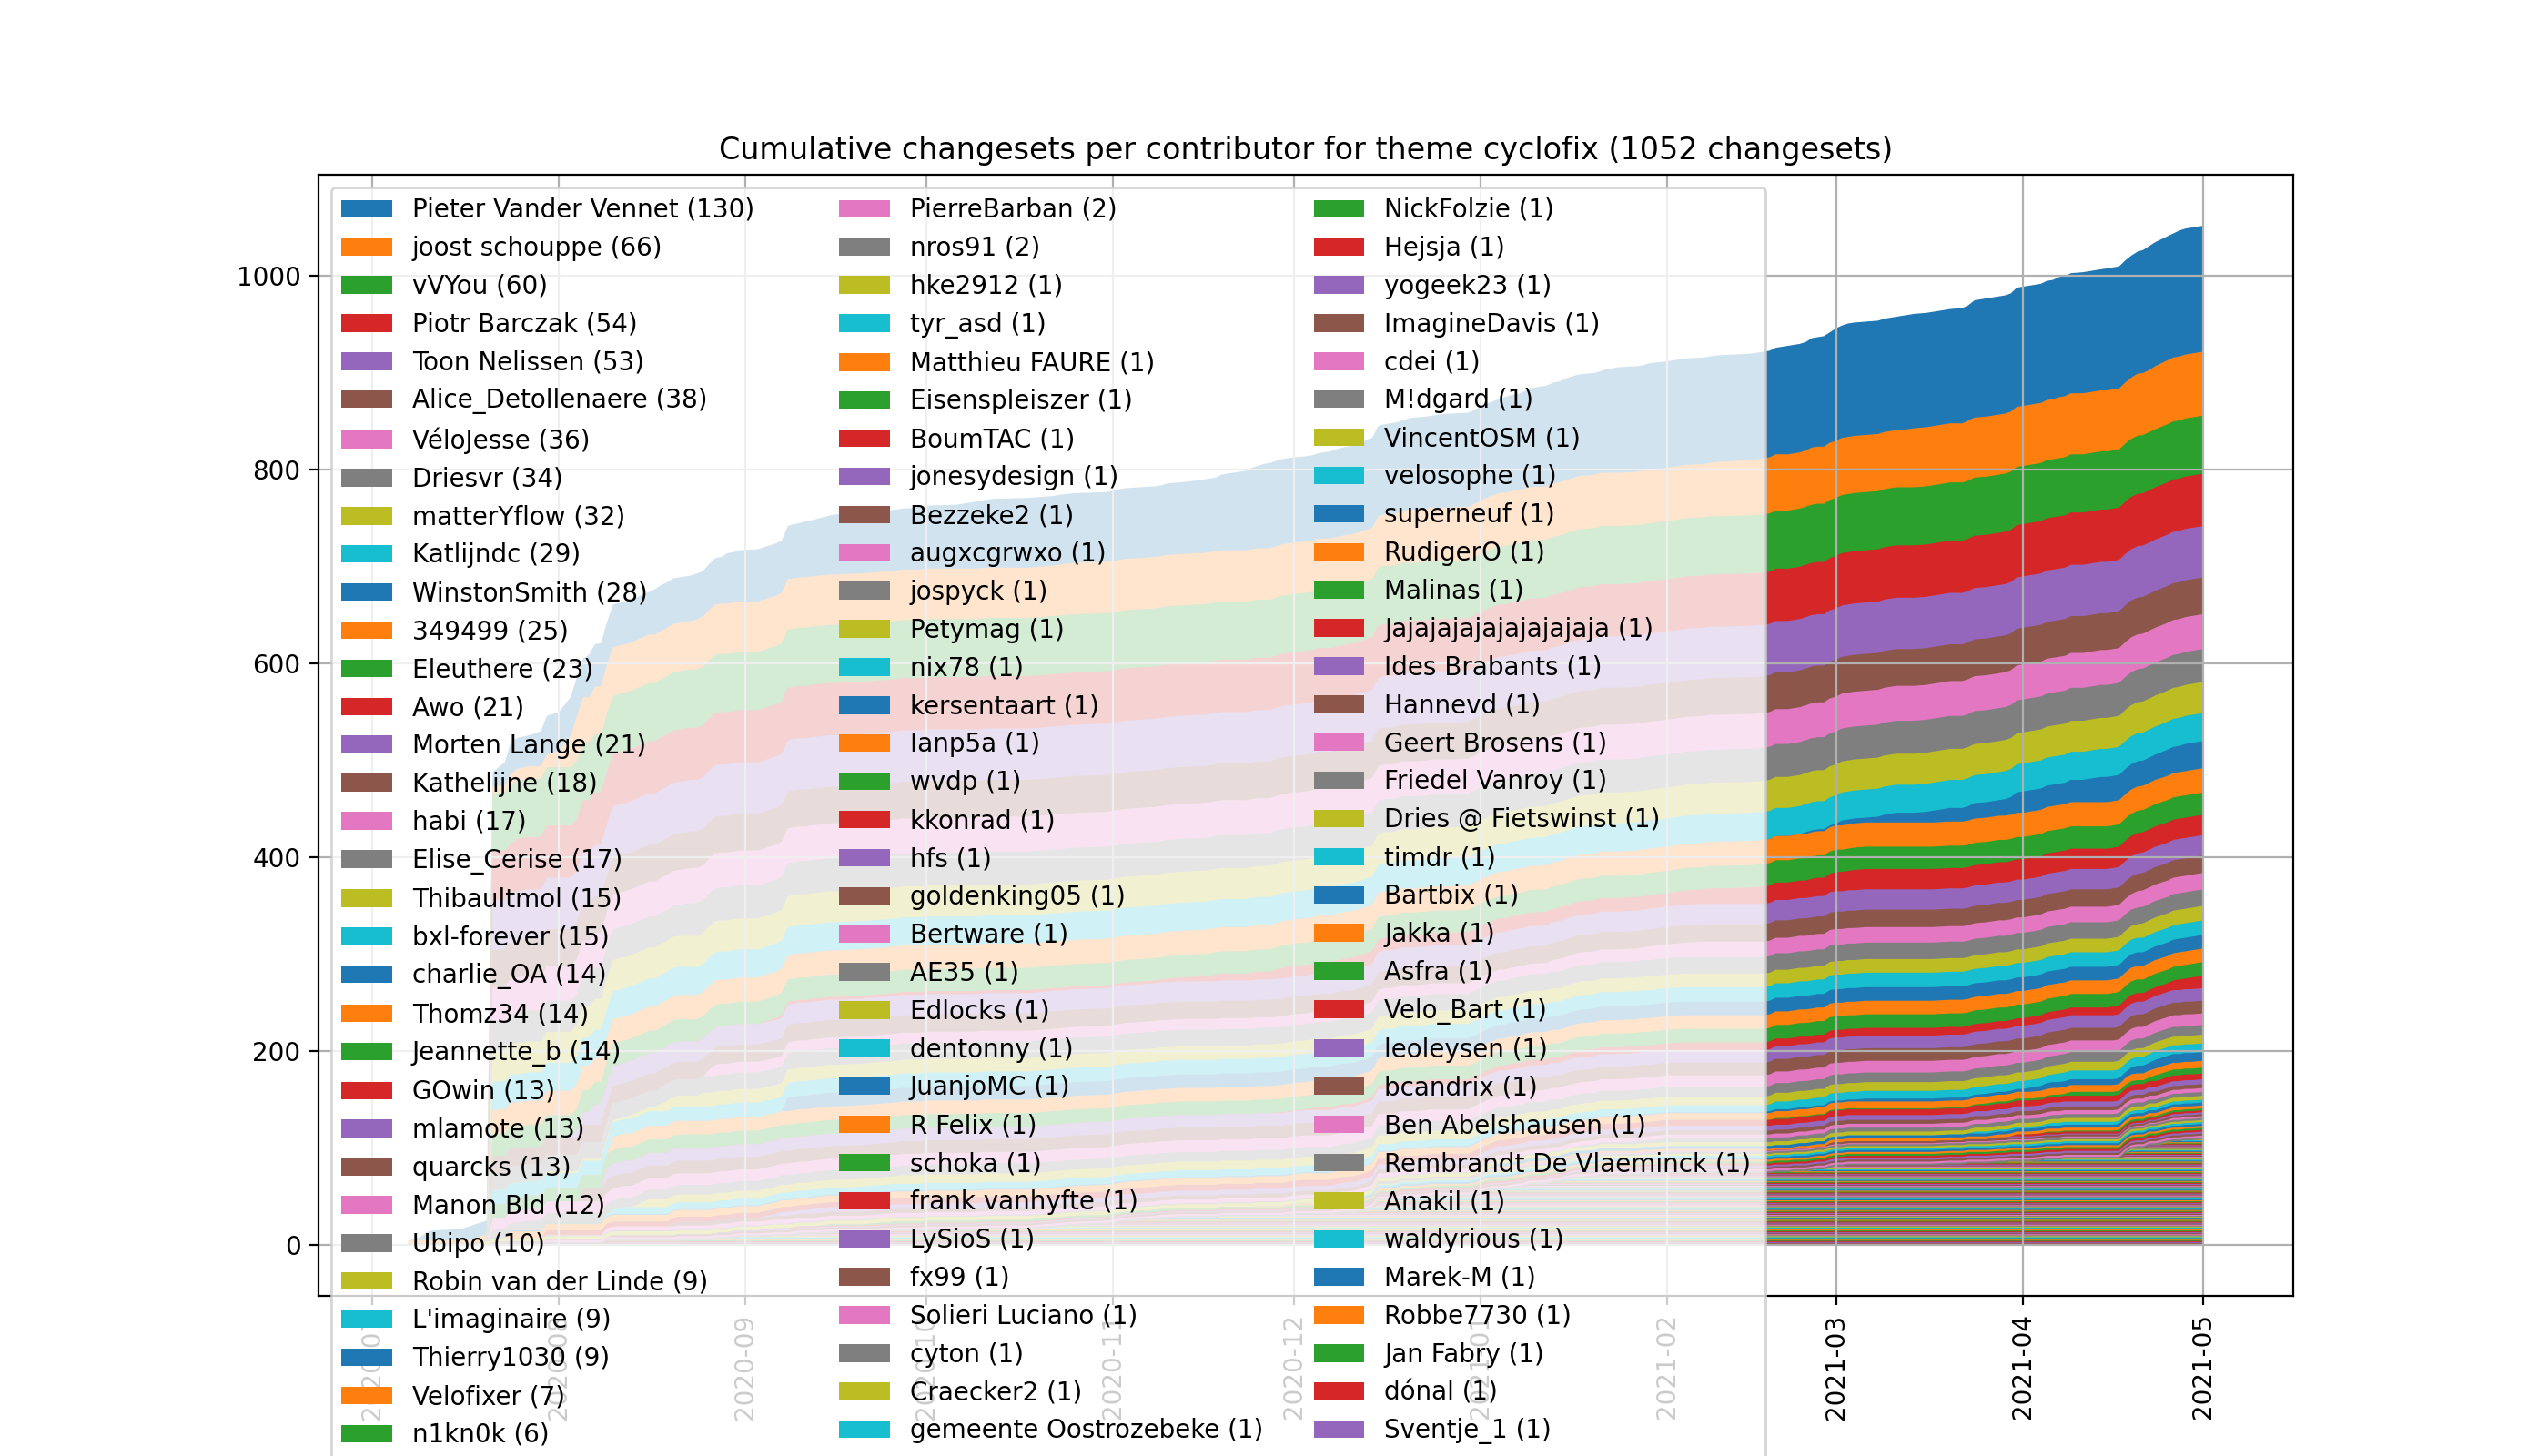 Cumulative changesets per contributor for theme cyclofix (1052 changesets)
1000
800
600
400
200
0
Pieter Vander Vennet (130)
joost schouppe (66)
vVYou (60)
Piotr Barczak (54)
Toon Nelissen (53)
Alice_Detollenaere (38)
VéloJesse (36)
Driesvr (34)
matterYflow (32)
Katlijndc (29)
WinstonSmith (28)
349499 (25)
Eleuthere (23)
Awo (21)
Morten Lange (21)
Kathelijne (18)
habi (17)
Elise_Cerise (17)
Thibaultmol (15)
bxl-forever (15)
charlie_OA (14)
Thomz34 (14)
Jeannette_b (14)
GOwin (13)
mlamote (13)
quarcks (13)
Manon Bld (12)
Ubipo (10)
Robin van der Linde (9)
L'imaginaire (9)
Thierry1030 (9)
Velofixer (7)
n1kn0k (6)
PierreBarban (2)
nros91 (2)
hke2912 (1)
tyr_asd (1)
Matthieu FAURE (1)
Eisenspleiszer (1)
BoumTAC (1)
jonesydesign (1)
Bezzeke2 (1)
augxcgrwxo (1)
jospyck (1)
Petymag (1)
nix78 (1)
kersentaart (1)
Ianp5a (1)
wvdp (1)
kkonrad (1)
hfs (1)
goldenking05 (1)
Bertware (1)
AE35 (1)
Edlocks (1)
dentonny (1)
JuanjoMC (1)
R Felix (1)
schoka (1)
frank vanhyfte (1)
LySioS (1)
fx99 (1)
Solieri Luciano (1)
cyton (1)
Craecker2 (1)
gemeente Oostrozebeke (1)
NickFolzie (1)
Hejsja (1)
yogeek23 (1)
ImagineDavis (1)
cdei (1)
M!dgard (1)
VincentOSM (1)
velosophe (1)
superneuf (1)
RudigerO (1)
Malinas (1)
Jajajajajajajajaja (1)
Ides Brabants (1)
Hannevd (1)
Geert Brosens (1)
Friedel Vanroy (1)
Dries @ Fietswinst (1)
timdr (1)
Bartbix (1)
Jakka (1)
Asfra (1)
Velo_Bart (1)
leoleysen (1)
bcandrix (1)
Ben Abelshausen (1)
Rembrandt De Vlaeminck (1)
Anakil (1)
waldyrious (1)
Marek-M (1)
Robbe7730 (1)
Jan Fabry (1)
dónal (1)
Sventje_1 (1)
2020-08
2020-09
2020-10
2020-11
2020-12
2021-01
2021-02
2021-03
2021-04
2021-05